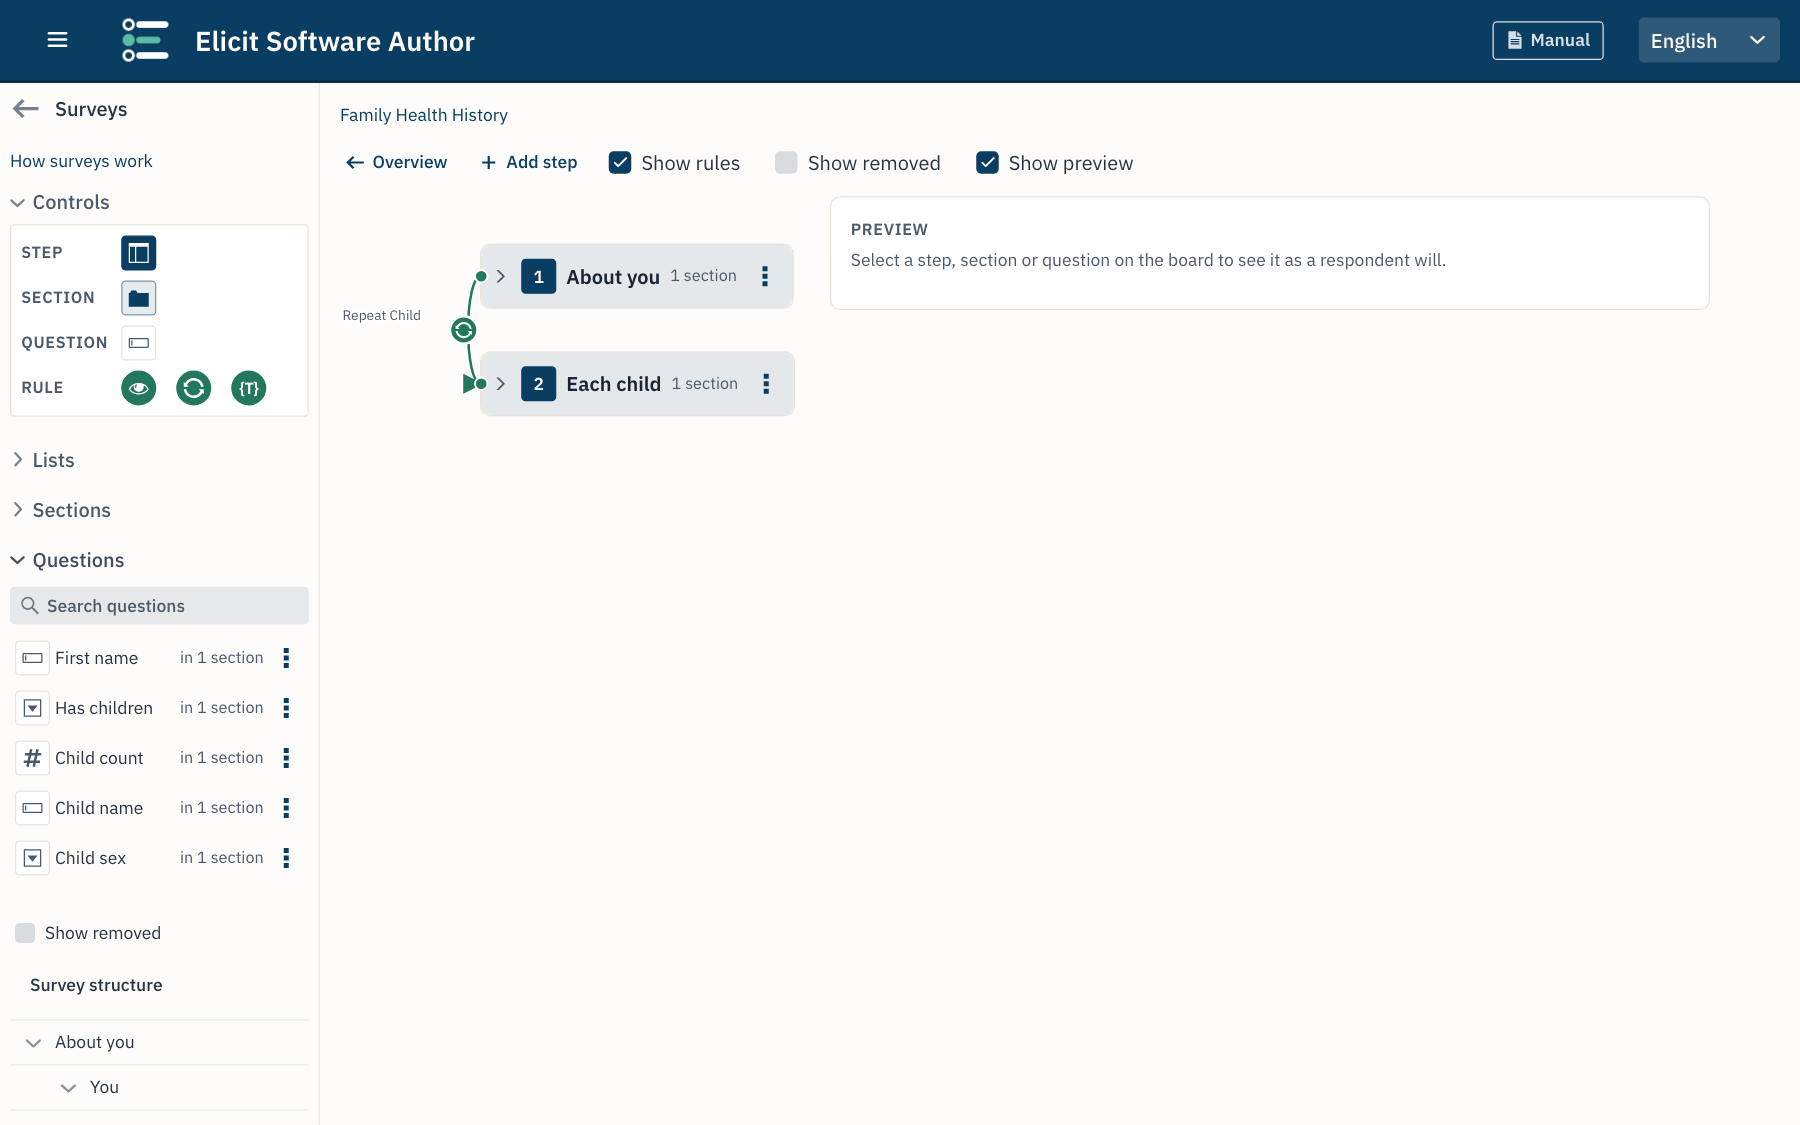 Elicit Software Author
Manual
English
Surveys
How surveys work
Controls
STEP
SECTION
QUESTION
RULE
{T}
Lists
Sections
Questions
Search questions
First name in 1 section
Has children in 1 section
# Child count in 1 section
Child name in 1 section
Child sex in 1 section
Show removed
Survey structure
About you
You
Family Health History
Overview
+ Add step
Show rules
Show removed
Show preview
1 About you 1 section
Repeat Child
2 Each child 1 section
PREVIEW
Select a step, section or question on the board to see it as a respondent will.